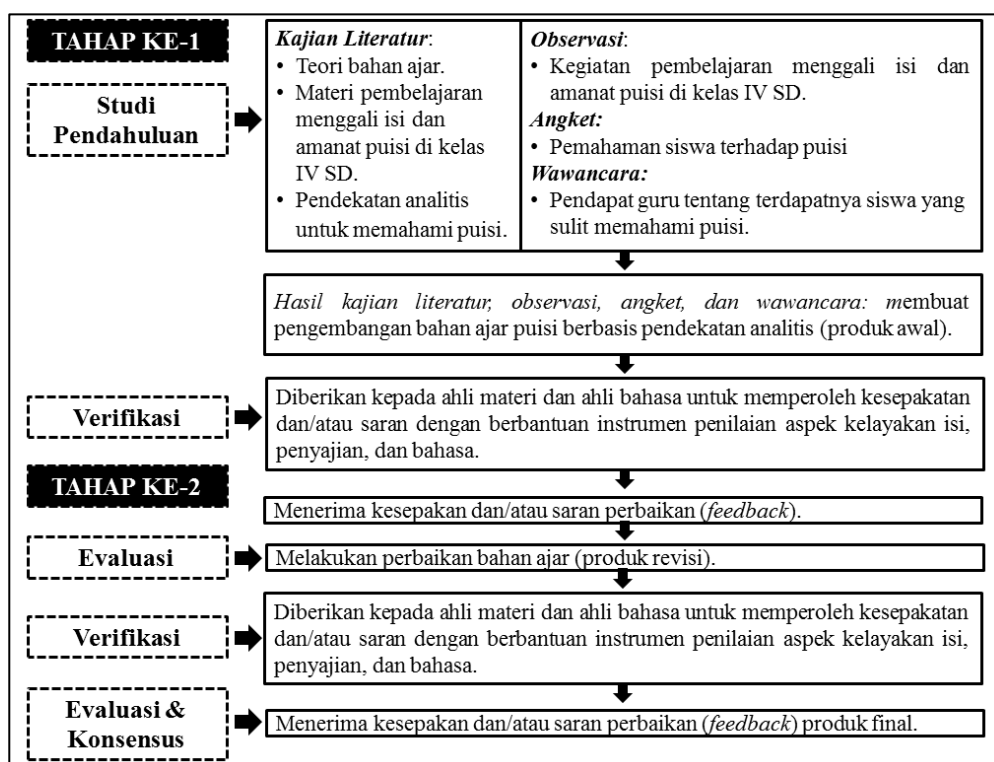 TAHAP KE-1
Studi
Pendahuluan
Kajian Literatur:
• Teori bahan ajar.
• Materi pembelajaran
menggali isi dan
amanat puisi di kelas
IV SD.
• Pendekatan analitis
untuk memahami puisi.
Observasi:
• Kegiatan pembelajaran menggali isi dan
amanat puisi di kelas IV SD.
Angket:
• Pemahaman siswa terhadap puisi
Wawancara:
• Pendapat guru tentang terdapatnya siswa yang
sulit memahami puisi.
Hasil kajian literatur, observasi, angket, dan wawancara: membuat
pengembangan bahan ajar puisi berbasis pendekatan analitis (produk awal).
Verifikasi
Diberikan kepada ahli materi dan ahli bahasa untuk memperoleh kesepakatan
dan/atau saran dengan berbantuan instrumen penilaian aspek kelayakan isi,
penyajian, dan bahasa.
TAHAP KE-2
Menerima kesepakan dan/atau saran perbaikan (feedback).
Evaluasi
Melakukan perbaikan bahan ajar (produk revisi).
Verifikasi
Diberikan kepada ahli materi dan ahli bahasa untuk memperoleh kesepakatan
dan/atau saran dengan berbantuan instrumen penilaian aspek kelayakan isi,
penyajian, dan bahasa.
Evaluasi &
Konsensus
Menerima kesepakan dan/atau saran perbaikan (feedback) produk final.